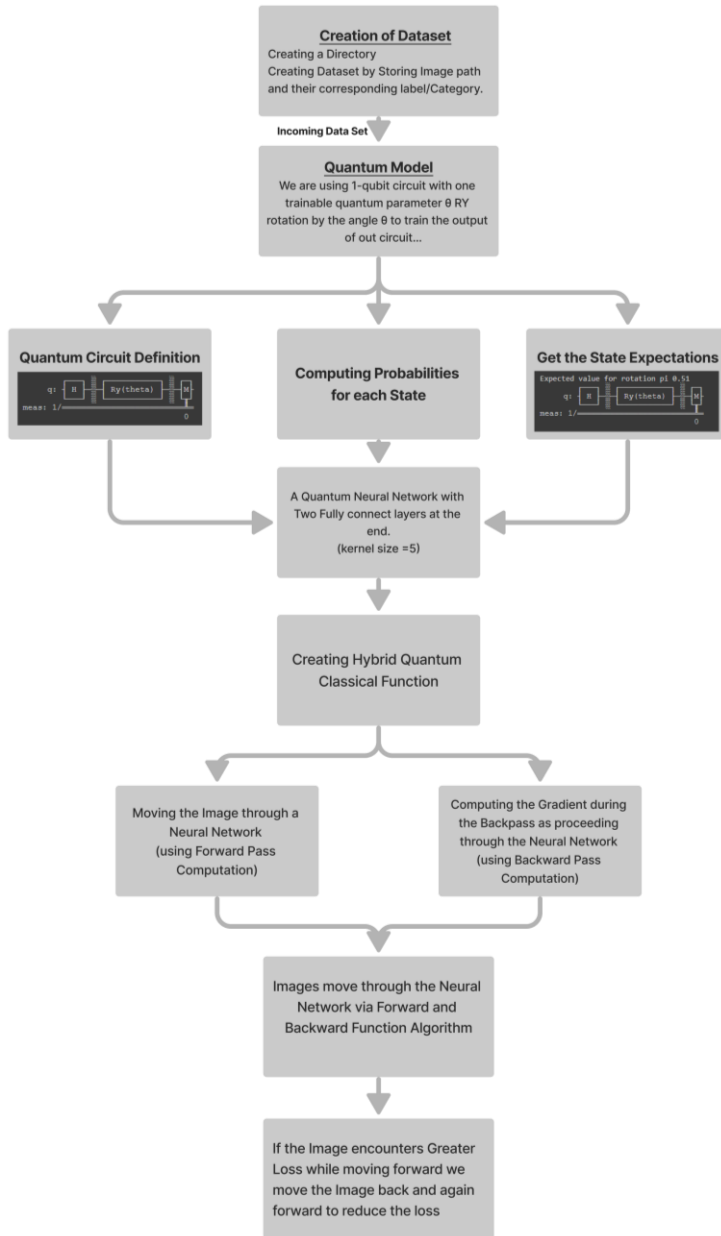 Creation of Dataset
Creating a Directory
Creating Dataset by Storing Image path
and their corresponding label/Category.
Incoming Data Set
Quantum Model
We are using 1-qubit circuit with one
trainable quantum parameter θ RY
rotation by the angle θ to train the output
of out circuit...
Quantum Circuit Definition
q: H Ry(theta) M
meas: 1/
0
Computing Probabilities
for each State
Get the State Expectations
Expected value for rotation pi 0.51
q: H Ry(theta) M
meas: 1/
0
A Quantum Neural Network with
Two Fully connect layers at the
end.
(kernel size =5)
Creating Hybrid Quantum
Classical Function
Moving the Image through a
Neural Network
(using Forward Pass
Computation)
Computing the Gradient during
the Backpass as proceeding
through the Neural Network
(using Backward Pass
Computation)
Images move through the Neural
Network via Forward and
Backward Function Algorithm
If the Image encounters Greater
Loss while moving forward we
move the Image back and again
forward to reduce the loss